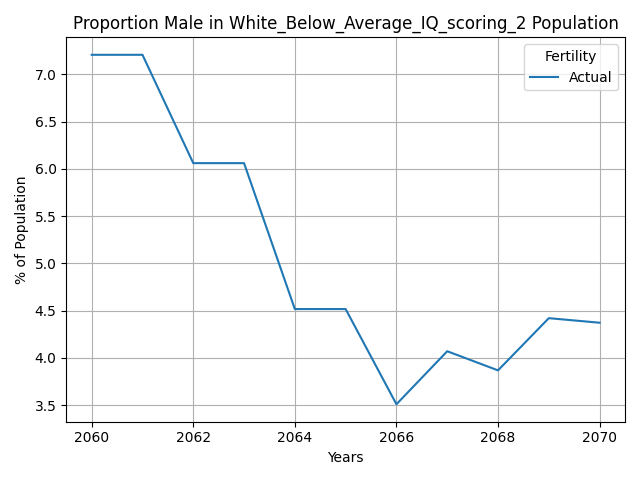 Proportion Male in White_Below_Average_IQ_scoring_2 Population
Fertility
Actual
% of Population
7.0
6.5
6.0
5.5
5.0
4.5
4.0
3.5
2060 2062 2064 2066 2068 2070
Years